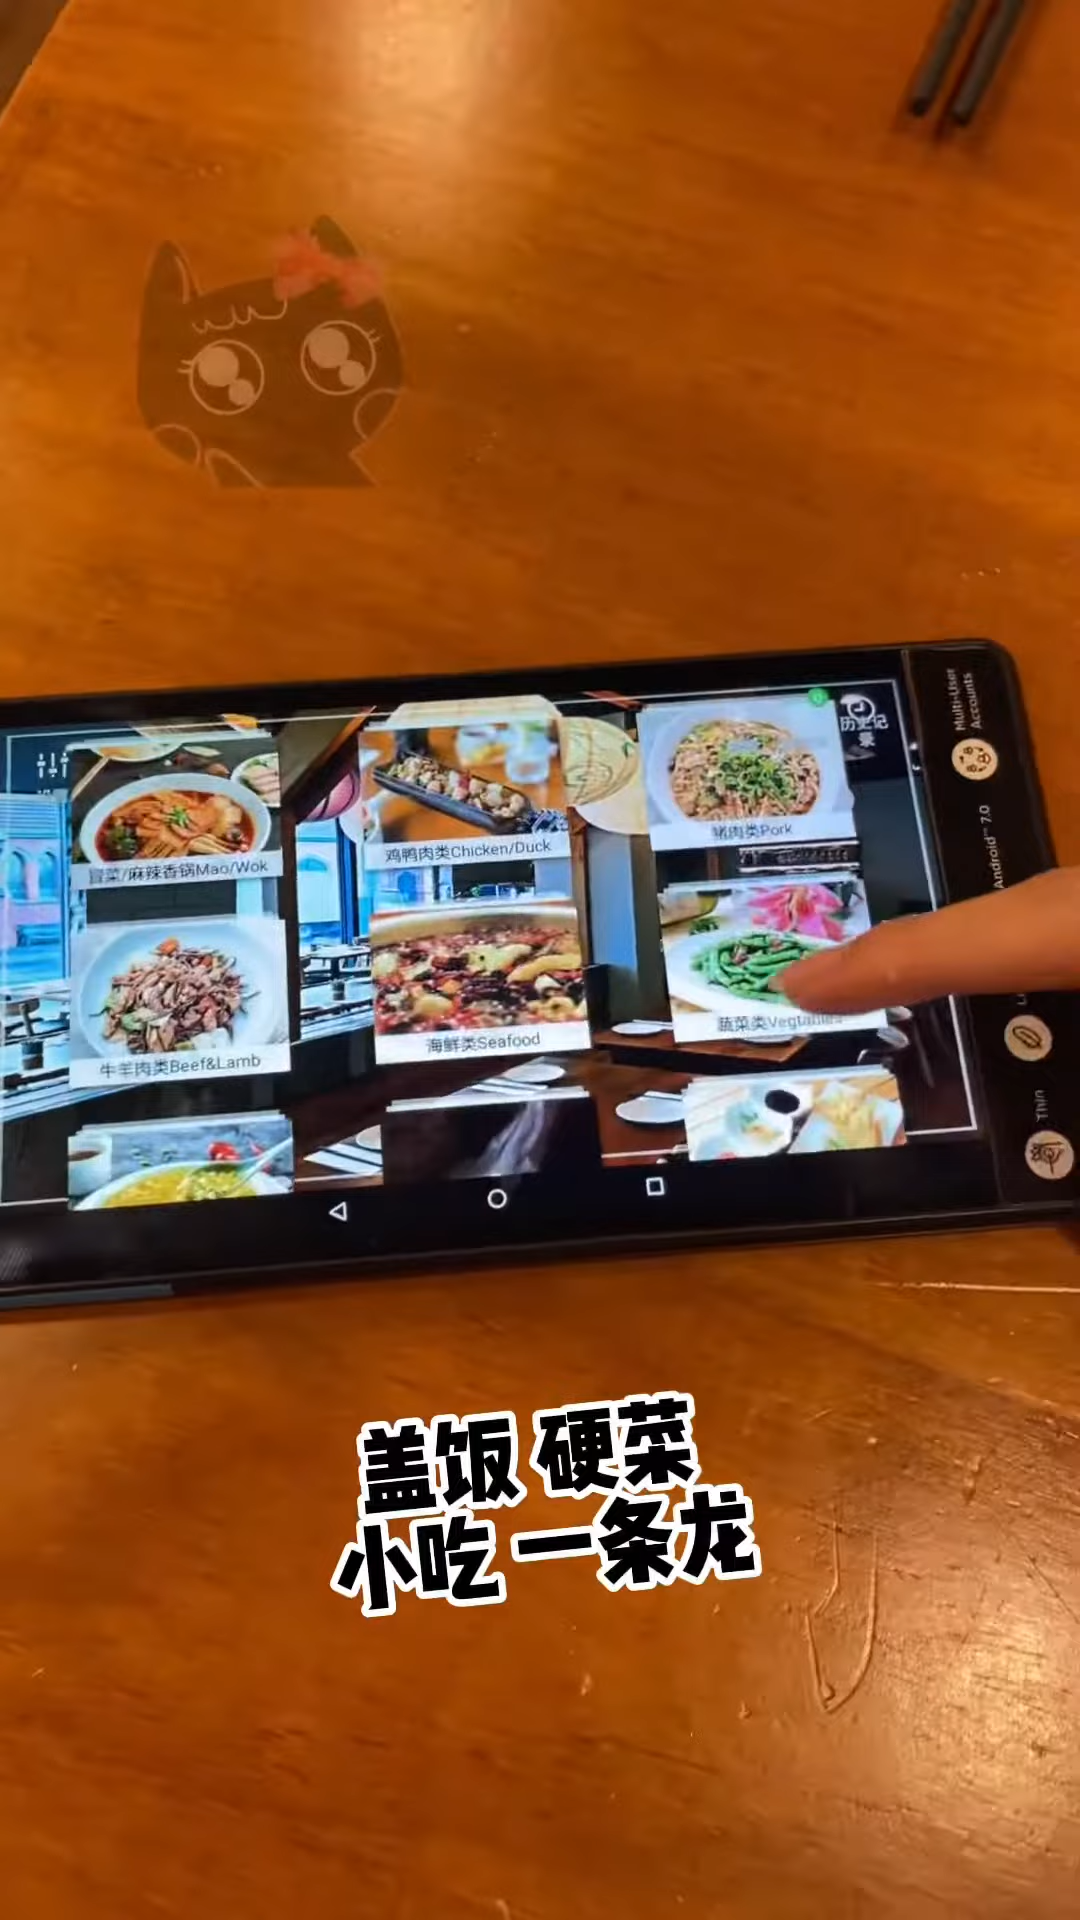 历史记
录
冒菜/麻辣香锅Mao/Wok
鸡鸭肉类Chicken/Duck
猪肉类Pork
牛羊肉类Beef&Lamb
海鲜类Seafood
蔬菜类Vegtables
Multi-User
Accounts
Android™ 7.0
Thin
盖饭 硬菜
小吃 一条龙